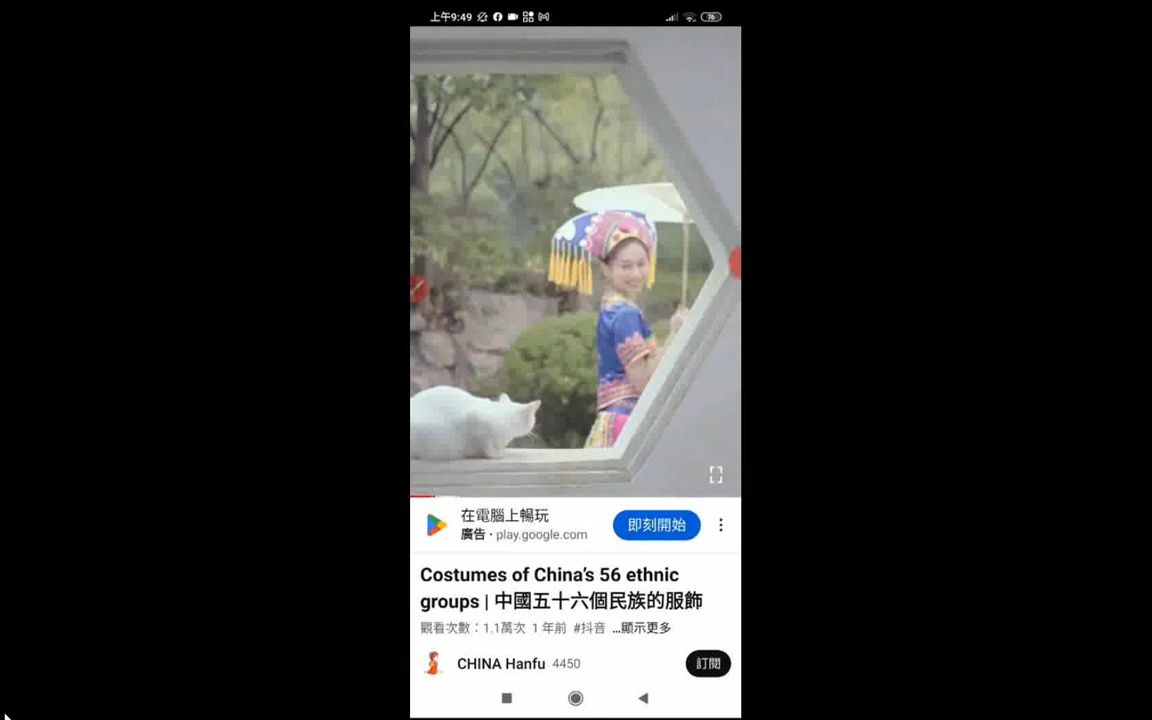 上午9:49
76
在電腦上暢玩
廣告 · play.google.com
即刻開始
Costumes of China’s 56 ethnic
groups | 中國五十六個民族的服飾
觀看次數：1.1萬次 1 年前 #抖音 ...顯示更多
CHINA Hanfu 4450
訂閱